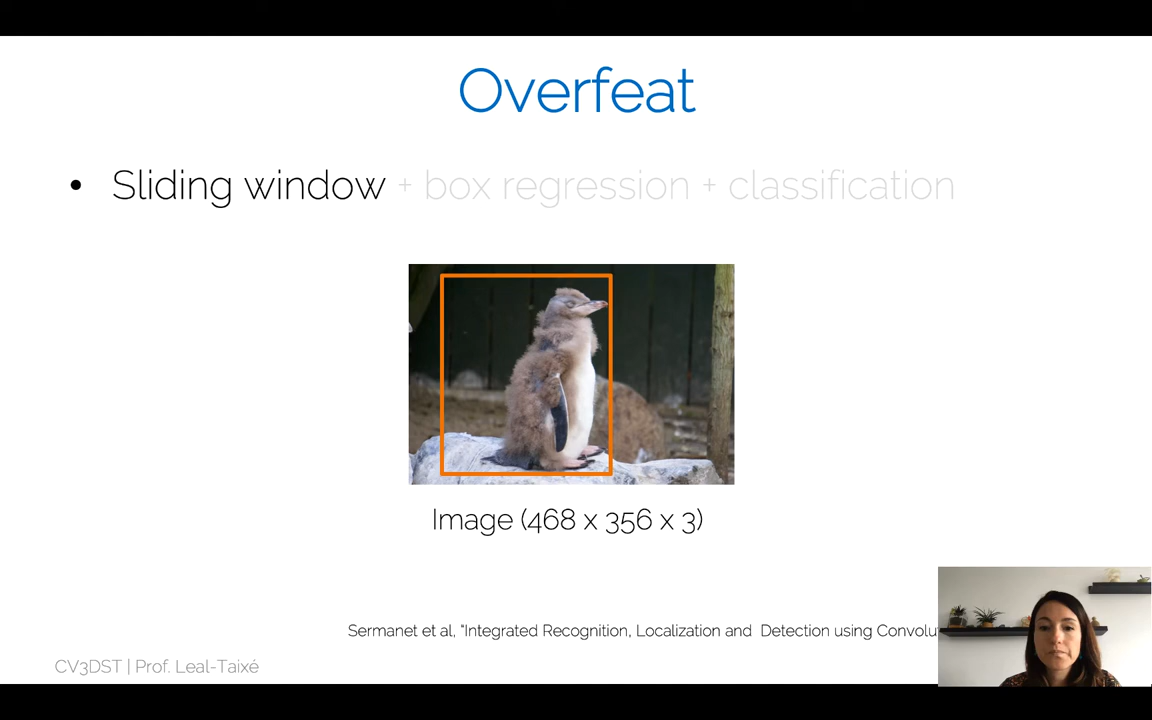 Overfeat
• Sliding window + box regression + classification
Image (468 x 356 x 3)
Sermanet et al, “Integrated Recognition, Localization and Detection using
CV3DST | Prof. Leal-Taixé